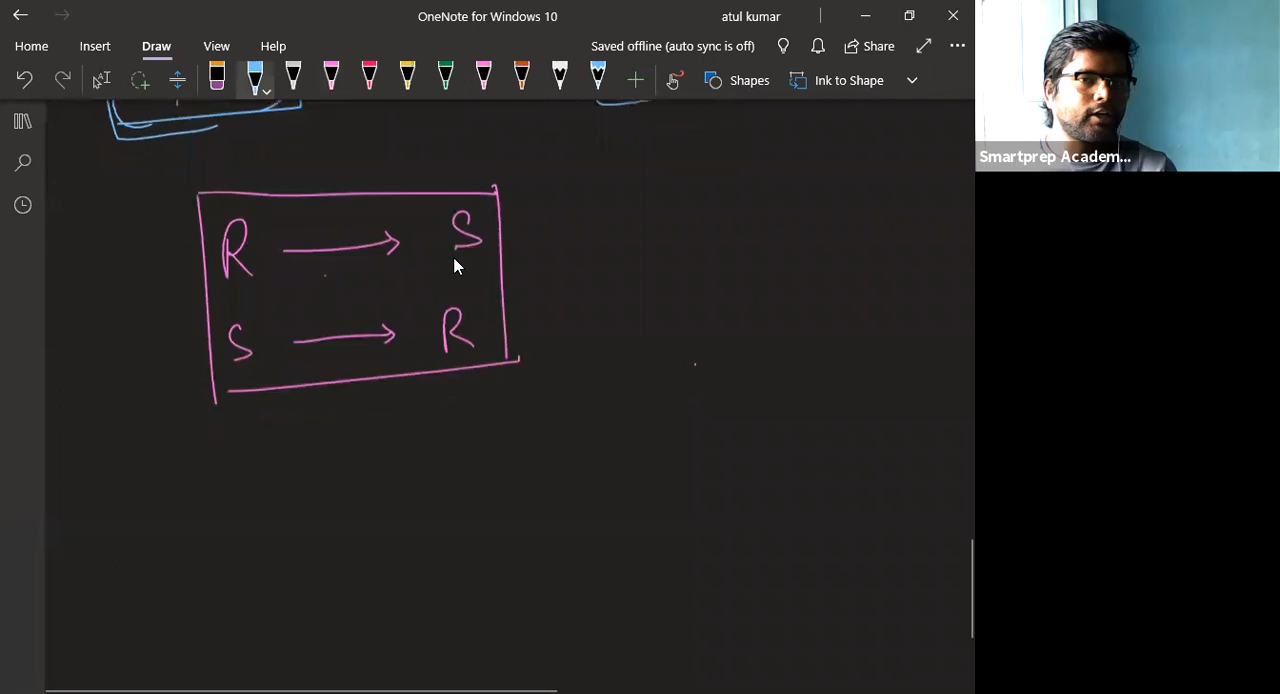 OneNote for Windows 10
atul kumar
Home Insert Draw View Help
Saved offline (auto sync is off)
Share
Shapes
Ink to Shape
Smartprep Academ...
R → S
S → R